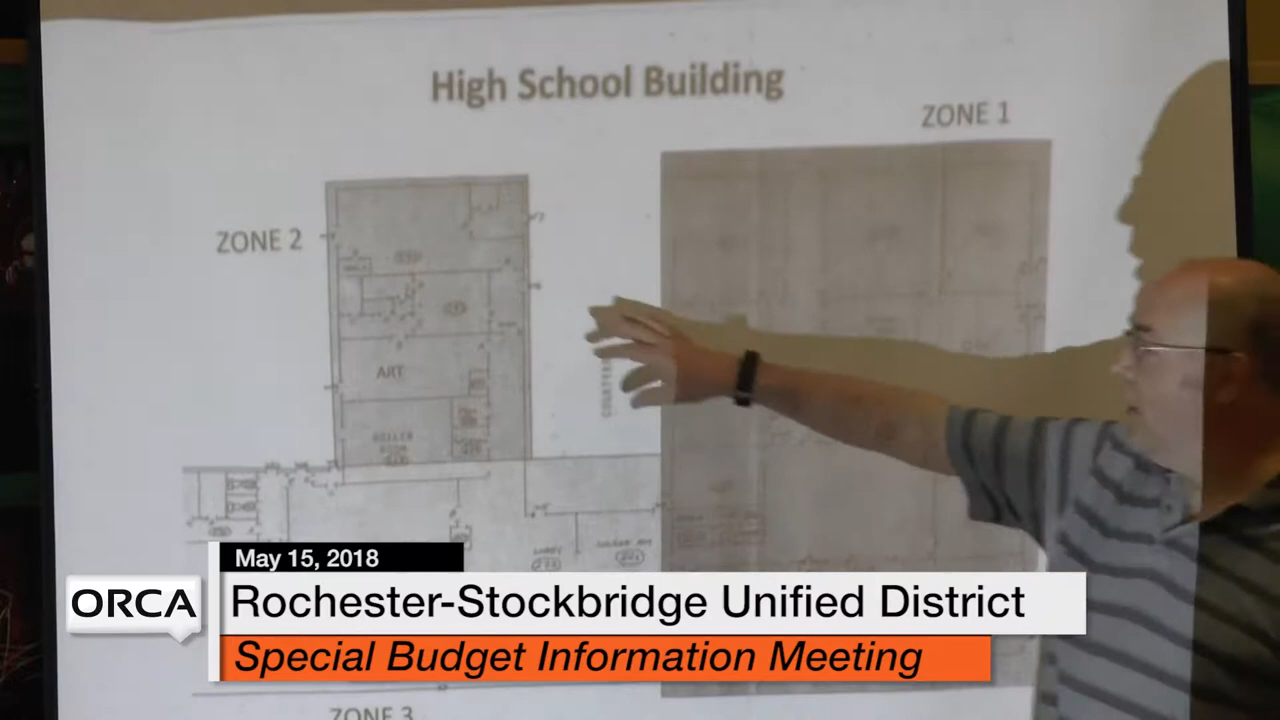 High School Building
ZONE 1
ZONE 2
ART
May 15, 2018
ORCA
Rochester-Stockbridge Unified District
Special Budget Information Meeting
ZONE 3